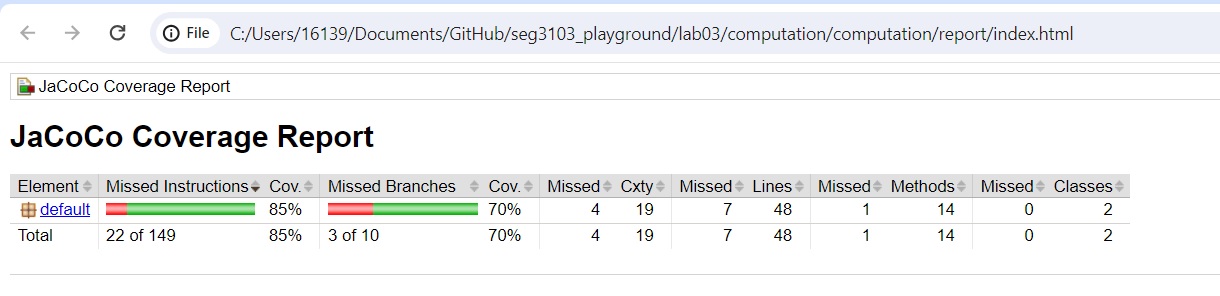 File C:/Users/16139/Documents/GitHub/seg3103_playground/lab03/computation/computation/report/index.html
JaCoCo Coverage Report
JaCoCo Coverage Report
Element Missed Instructions Cov. Missed Branches Cov. Missed Cxty Missed Lines Missed Methods Missed Classes
default 85% 70% 4 19 7 48 1 14 0 2
Total 22 of 149 85% 3 of 10 70% 4 19 7 48 1 14 0 2